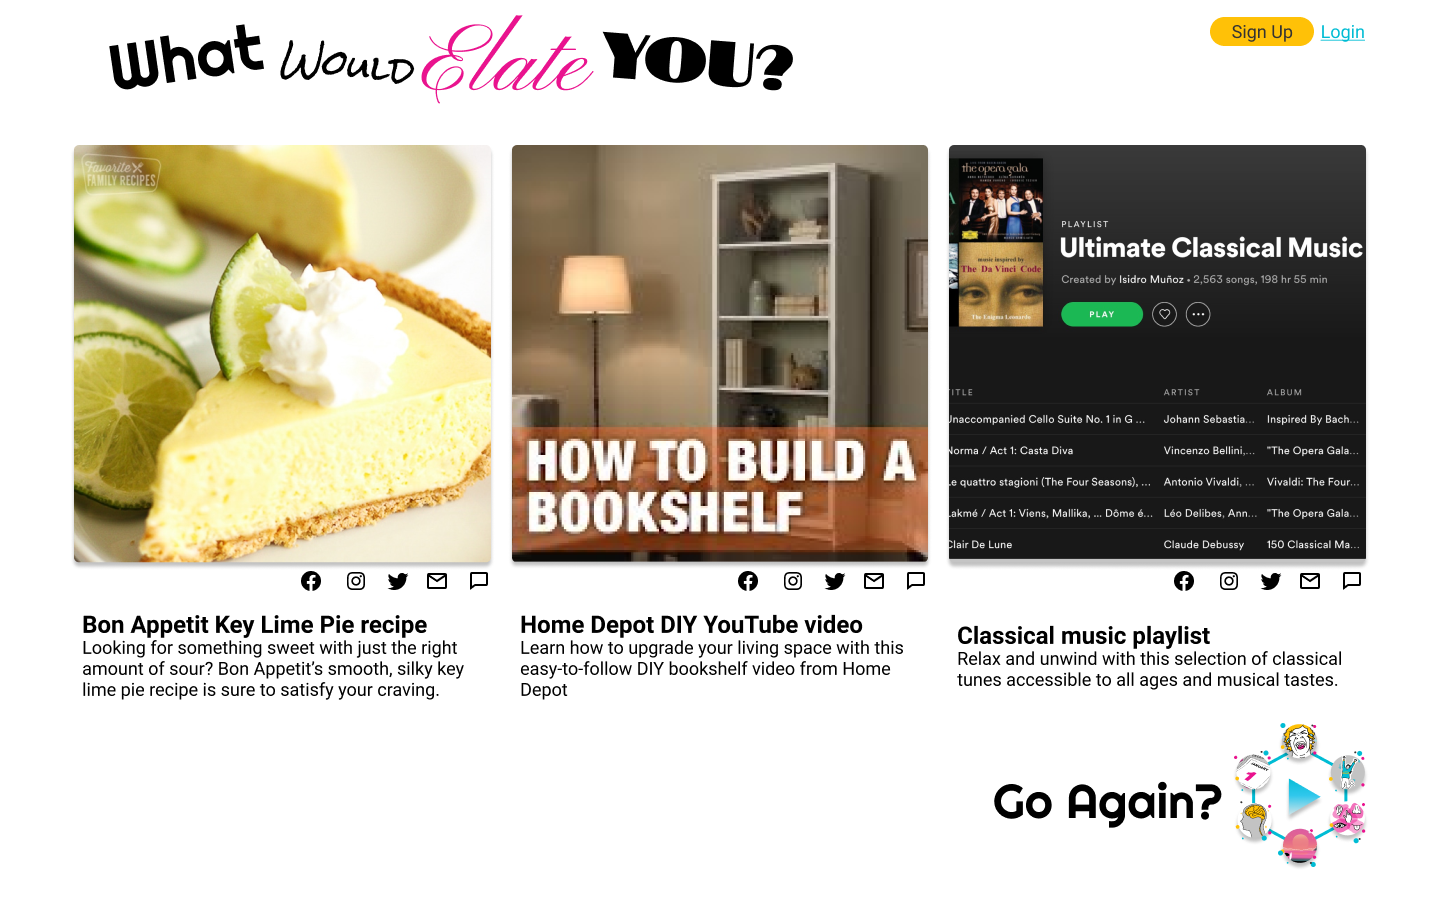 What Would Elate YOU?
Sign Up Login
Favorite
FAMILY RECIPES
HOW TO BUILD A
BOOKSHELF
the opera gala
music inspired by
The Da Vinci Code
The Enigma Leonardo
PLAYLIST
Ultimate Classical Music
Created by Isidro Muñoz • 2,563 songs, 198 hr 55 min
PLAY
TITLE ARTIST ALBUM
Unaccompanied Cello Suite No. 1 in G ... Johann Sebastia... Inspired By Bach...
Norma / Act 1: Casta Diva Vincenzo Bellini,... "The Opera Gala...
Le quattro stagioni (The Four Seasons), ... Antonio Vivaldi, ... Vivaldi: The Four...
Lakmé / Act 1: Viens, Mallika, ... Dôme é... Léo Delibes, Ann... "The Opera Gala...
Clair De Lune Claude Debussy 150 Classical Ma...
Bon Appetit Key Lime Pie recipe
Looking for something sweet with just the right
amount of sour? Bon Appetit’s smooth, silky key
lime pie recipe is sure to satisfy your craving.
Home Depot DIY YouTube video
Learn how to upgrade your living space with this
easy-to-follow DIY bookshelf video from Home
Depot
Classical music playlist
Relax and unwind with this selection of classical
tunes accessible to all ages and musical tastes.
Go Again?
JANUARY
1